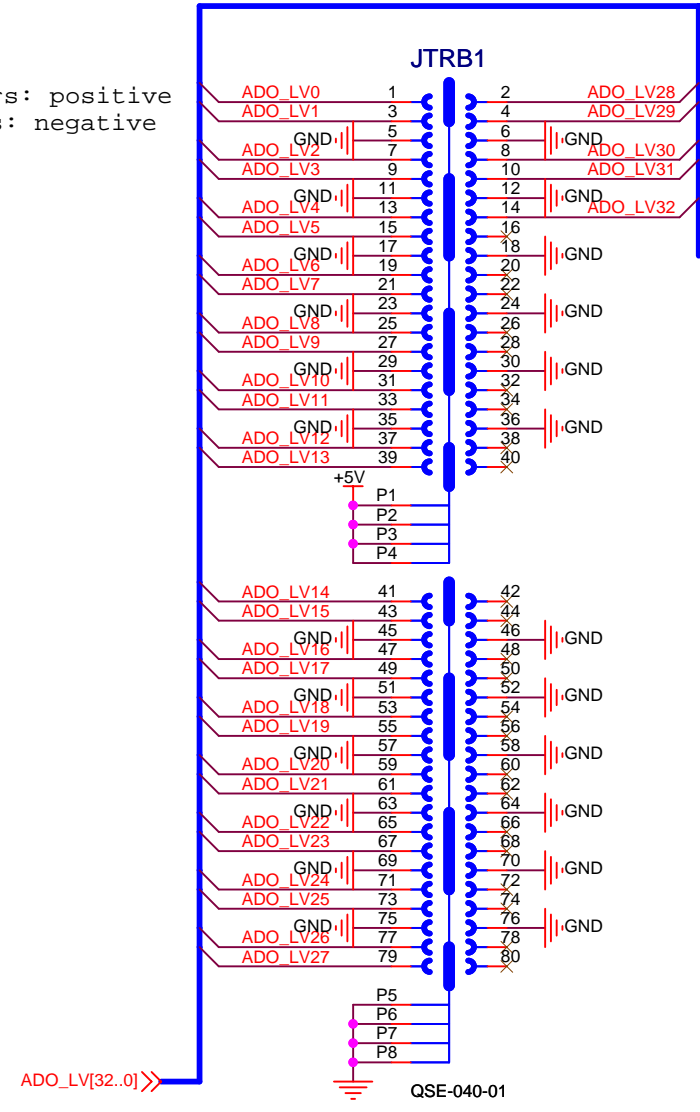 JTRB1
rs: positive
s: negative
ADO_LV0 1 2 ADO_LV28
ADO_LV1 3 4 ADO_LV29
GND 5 6 GND
ADO_LV2 7 8 ADO_LV30
ADO_LV3 9 10 ADO_LV31
GND 11 12 GND
ADO_LV4 13 14 ADO_LV32
ADO_LV5 15 16
GND 17 18 GND
ADO_LV6 19 20
ADO_LV7 21 22
GND 23 24 GND
ADO_LV8 25 26
ADO_LV9 27 28
GND 29 30 GND
ADO_LV10 31 32
ADO_LV11 33 34
GND 35 36 GND
ADO_LV12 37 38
ADO_LV13 39 40
+5V
P1
P2
P3
P4
ADO_LV14 41 42
ADO_LV15 43 44
GND 45 46 GND
ADO_LV16 47 48
ADO_LV17 49 50
GND 51 52 GND
ADO_LV18 53 54
ADO_LV19 55 56
GND 57 58 GND
ADO_LV20 59 60
ADO_LV21 61 62
GND 63 64 GND
ADO_LV22 65 66
ADO_LV23 67 68
GND 69 70 GND
ADO_LV24 71 72
ADO_LV25 73 74
GND 75 76 GND
ADO_LV26 77 78
ADO_LV27 79 80
P5
P6
P7
P8
ADO_LV[32..0]
QSE-040-01